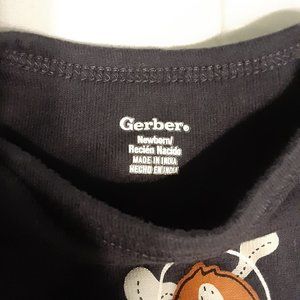 Gerber®
Newborn/
Recién Nacido
MADE IN INDIA
HECHO EN INDIA